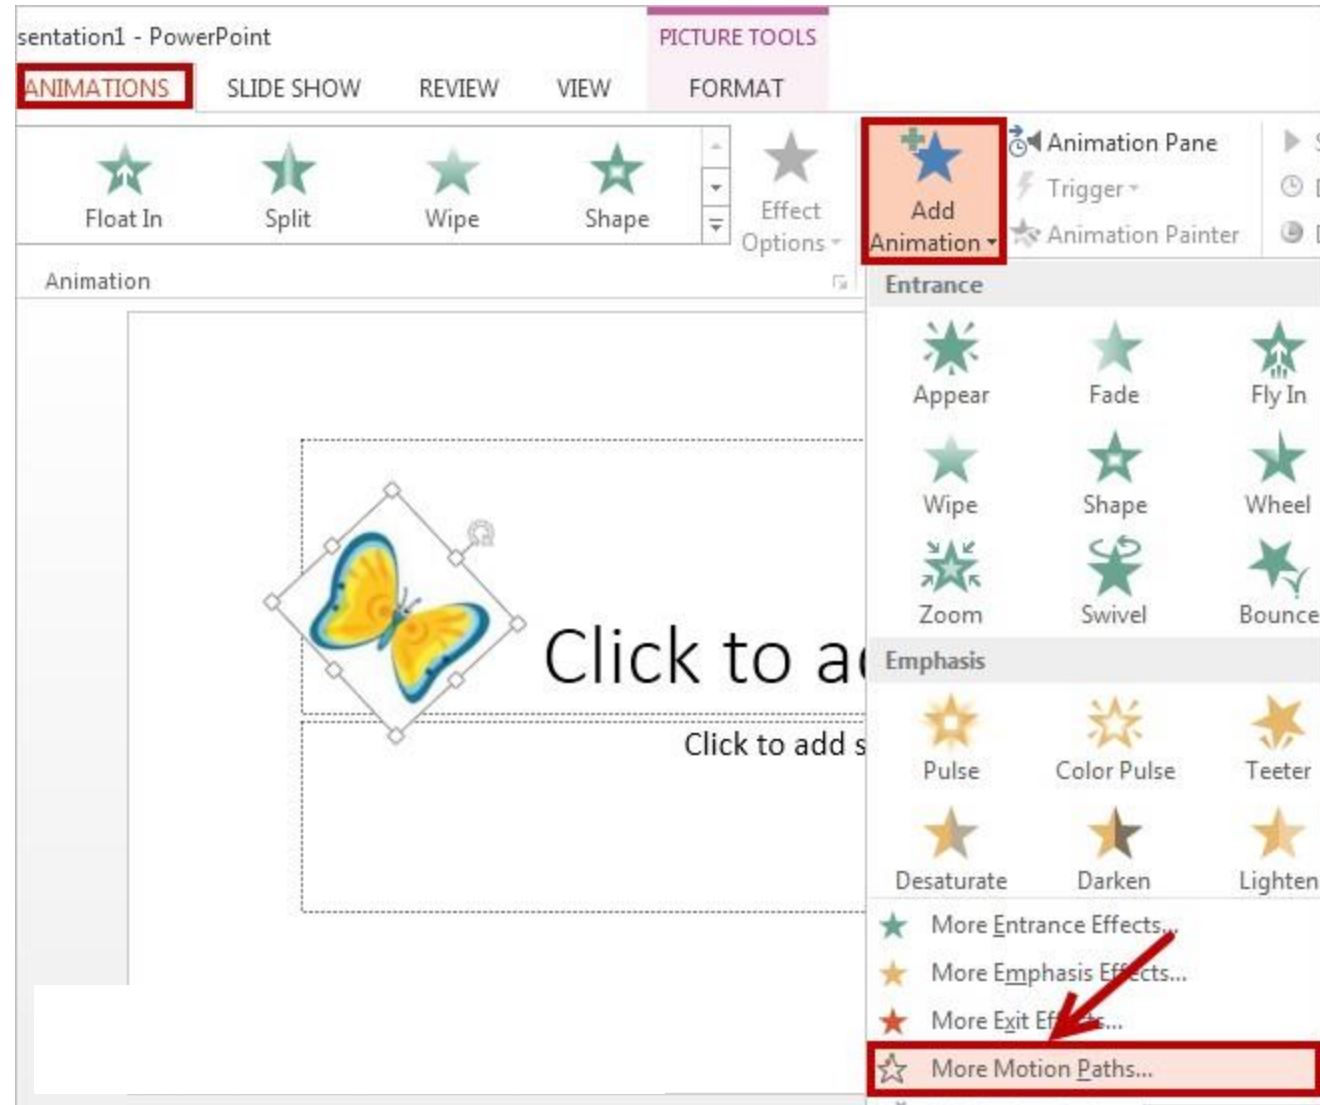 sentation1 - PowerPoint
PICTURE TOOLS
ANIMATIONS SLIDE SHOW REVIEW VIEW FORMAT
Float In Split Wipe Shape
Effect Options
Add Animation
Animation Pane
Trigger
Animation Painter
Animation
Entrance
Appear Fade Fly In
Wipe Shape Wheel
Zoom Swivel Bounce
Emphasis
Pulse Color Pulse Teeter
Desaturate Darken Lighten
More Entrance Effects...
More Emphasis Effects...
More Exit Effects...
More Motion Paths...
Click to a
Click to add s